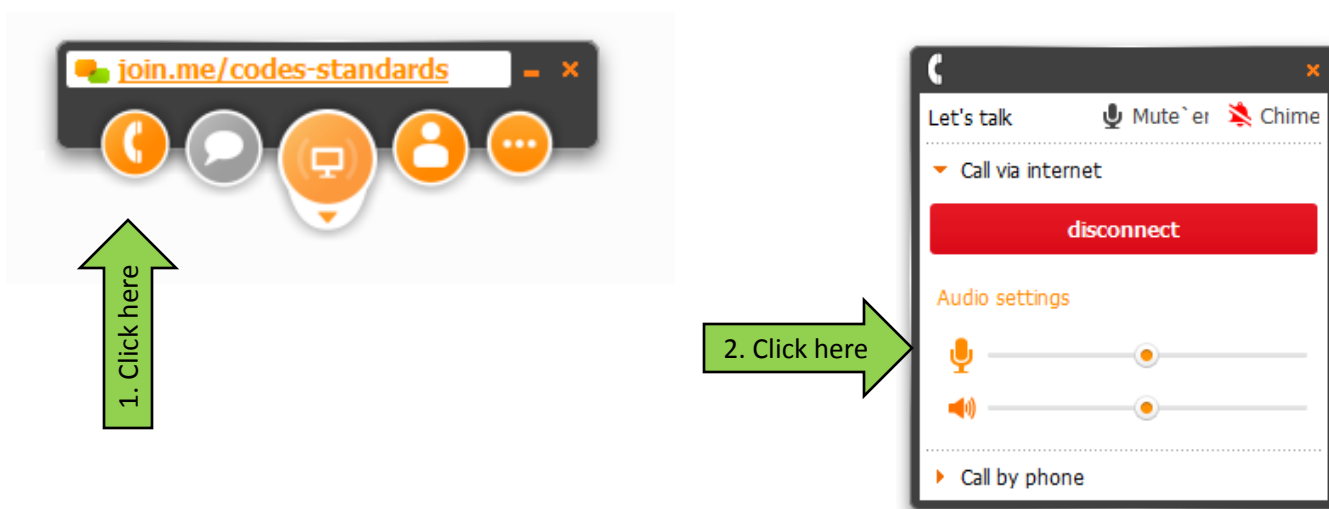 join.me/codes-standards
1. Click here
Let's talk
Mute`er
Chime
Call via internet
disconnect
Audio settings
2. Click here
Call by phone